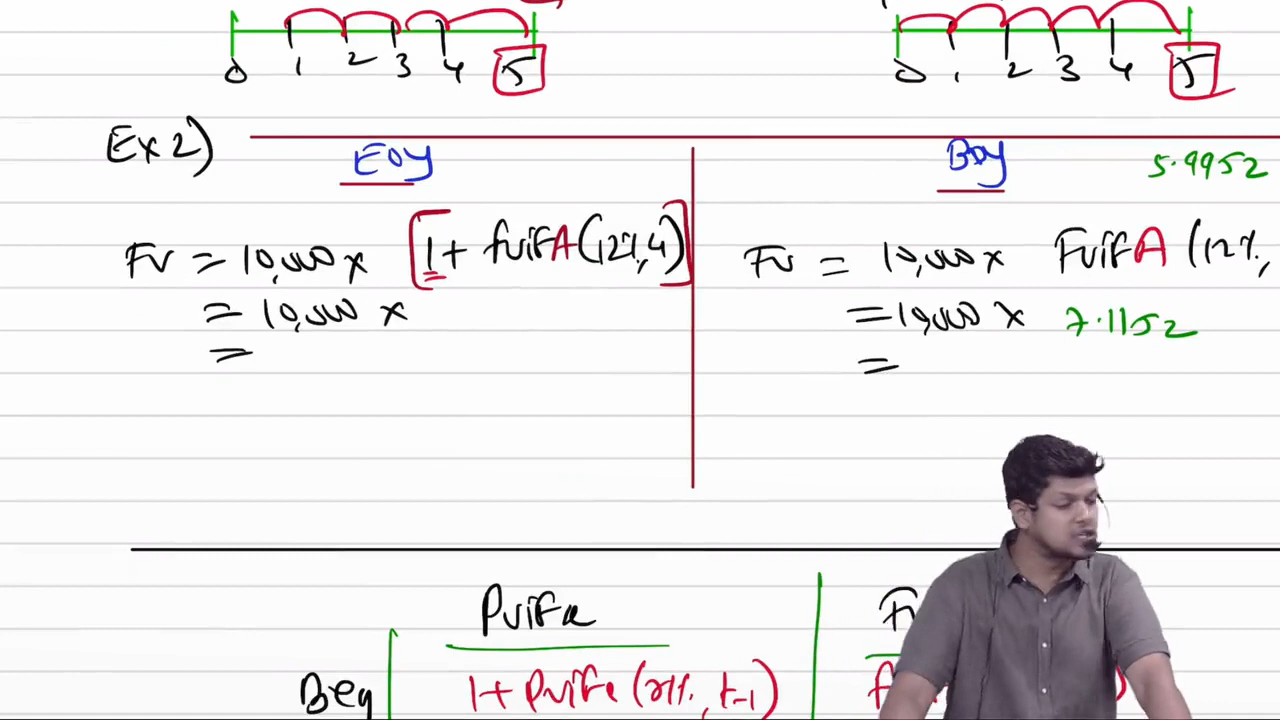 0 1 2 3 4 5
0 1 2 3 4 5
Ex 2)
EOY
BOY
5.9952
FV = 10,000 x [1 + fvifA(12%,4)]
= 10,000 x
=
FV = 10,000 x FvifA (12%,
= 10,000 x 7.1152
=
Pvifa
Beg
1 + Pvifa (r%, t-1)